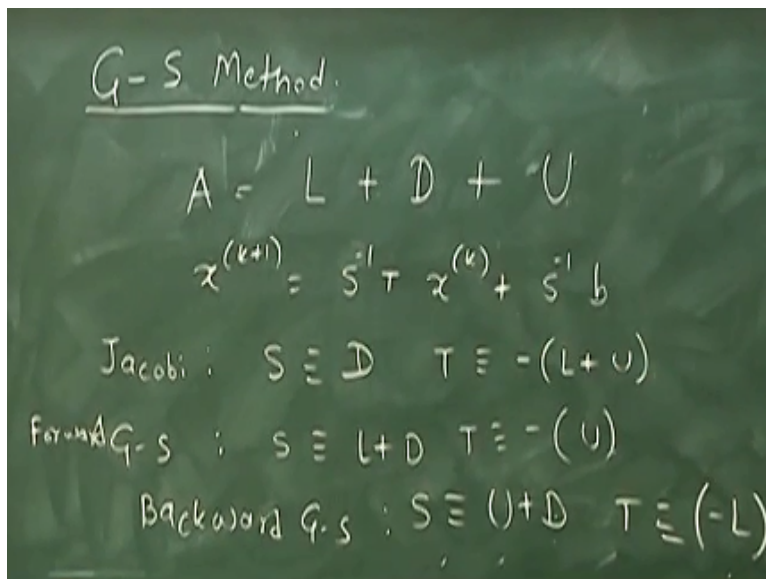 G-S Method.
A = L + D + U
x^(k+1) = S^-1 T x^(k) + S^-1 b
Jacobi : S ≡ D T ≡ -(L+U)
Forward G-S : S ≡ L+D T ≡ -(U)
Backward G-S : S ≡ U+D T ≡ (-L)